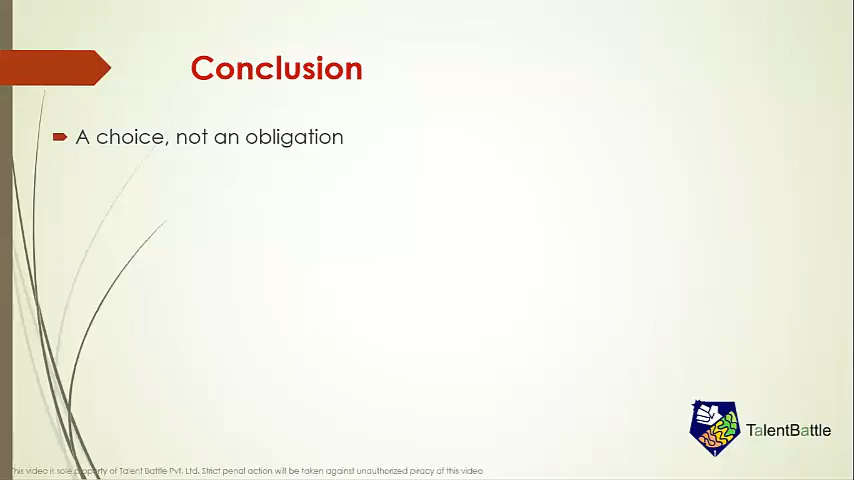 Conclusion
A choice, not an obligation
TalentBattle
This video is sole property of Talent Battle Pvt. Ltd. Strict penal action will be taken against unauthorized piracy of this video